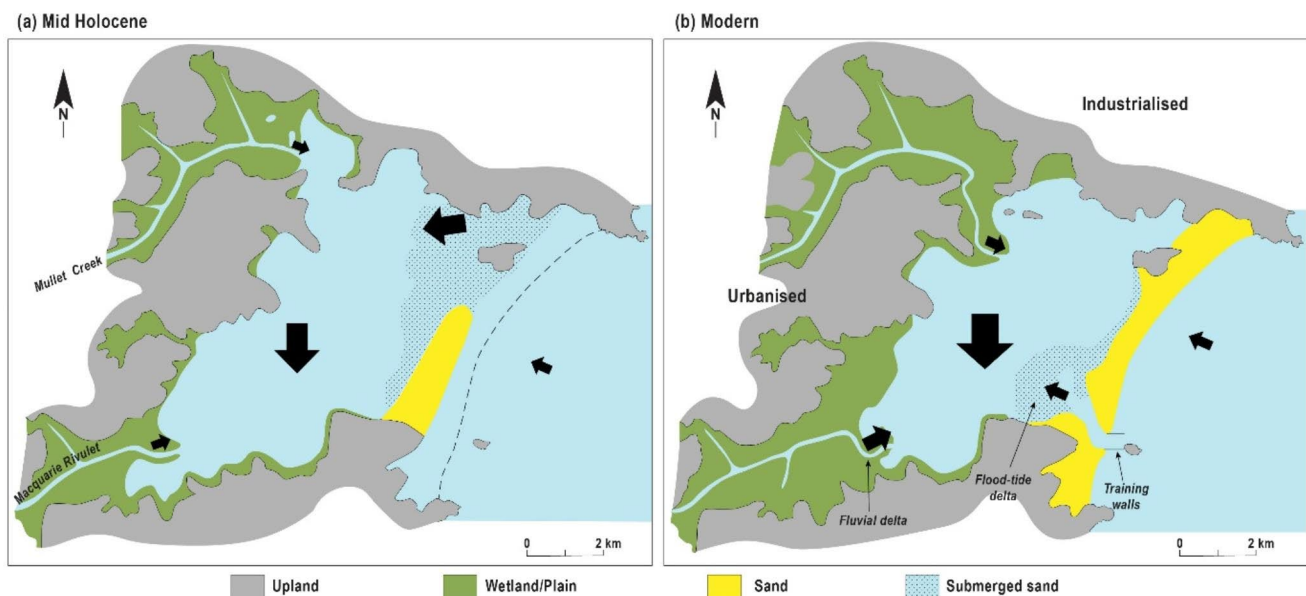 (a) Mid Holocene
(b) Modern
N
Mullet Creek
Macquarie Rivulet
0 2 km
N
Industrialised
Urbanised
Fluvial delta
Flood-tide
delta
Training
walls
0 2 km
Upland
Wetland/Plain
Sand
Submerged sand